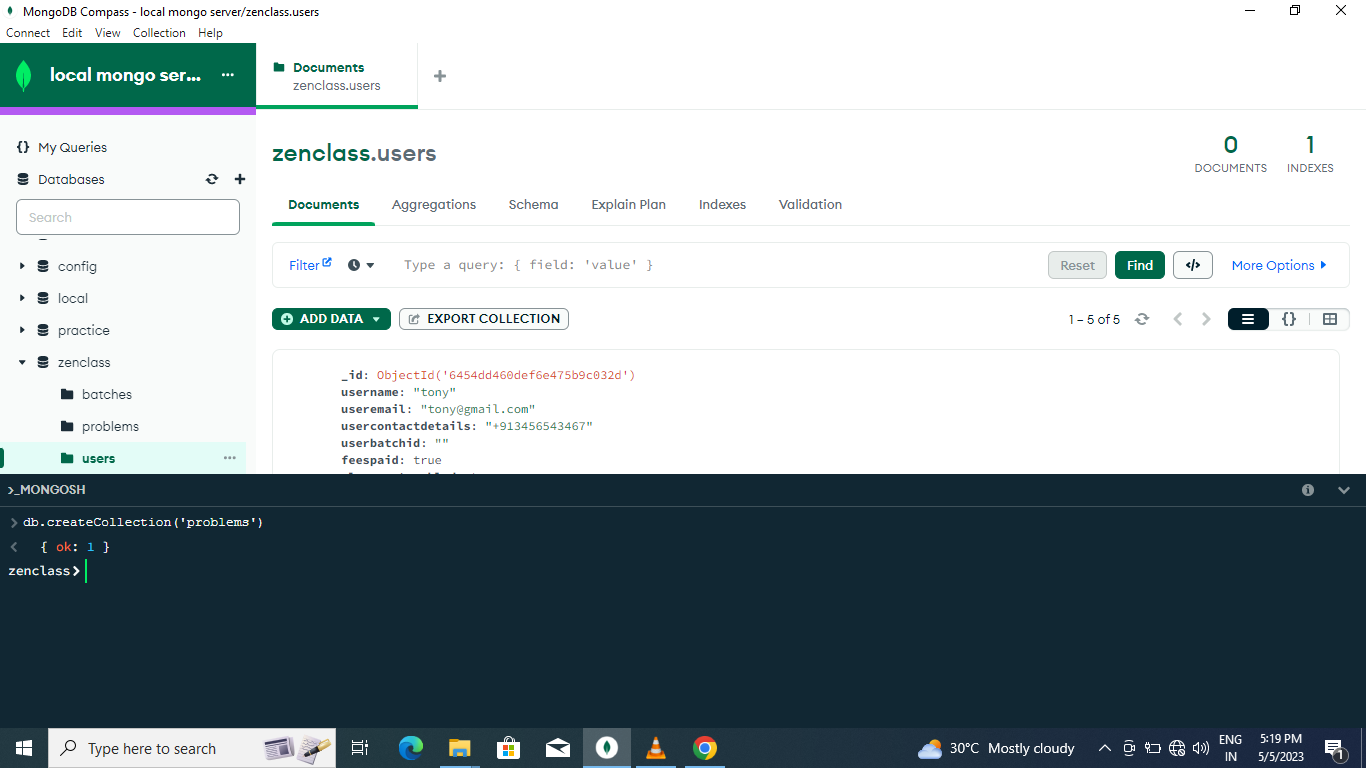 MongoDB Compass - local mongo server/zenclass.users
Connect Edit View Collection Help
local mongo ser... ...
Documents
zenclass.users
+
{} My Queries
Databases
Search
config
local
practice
zenclass
batches
problems
users ...
zenclass.users
0
DOCUMENTS
1
INDEXES
Documents Aggregations Schema Explain Plan Indexes Validation
Filter Type a query: { field: 'value' } Reset Find </> More Options
ADD DATA EXPORT COLLECTION 1 – 5 of 5 {}
_id: ObjectId('6454dd460def6e475b9c032d')
username: "tony"
useremail: "tony@gmail.com"
usercontactdetails: "+913456543467"
userbatchid: ""
feespaid: true
>_MONGOSH
> db.createCollection('problems')
< { ok: 1 }
zenclass>
Type here to search
30°C Mostly cloudy
ENG
IN
5:19 PM
5/5/2023
1